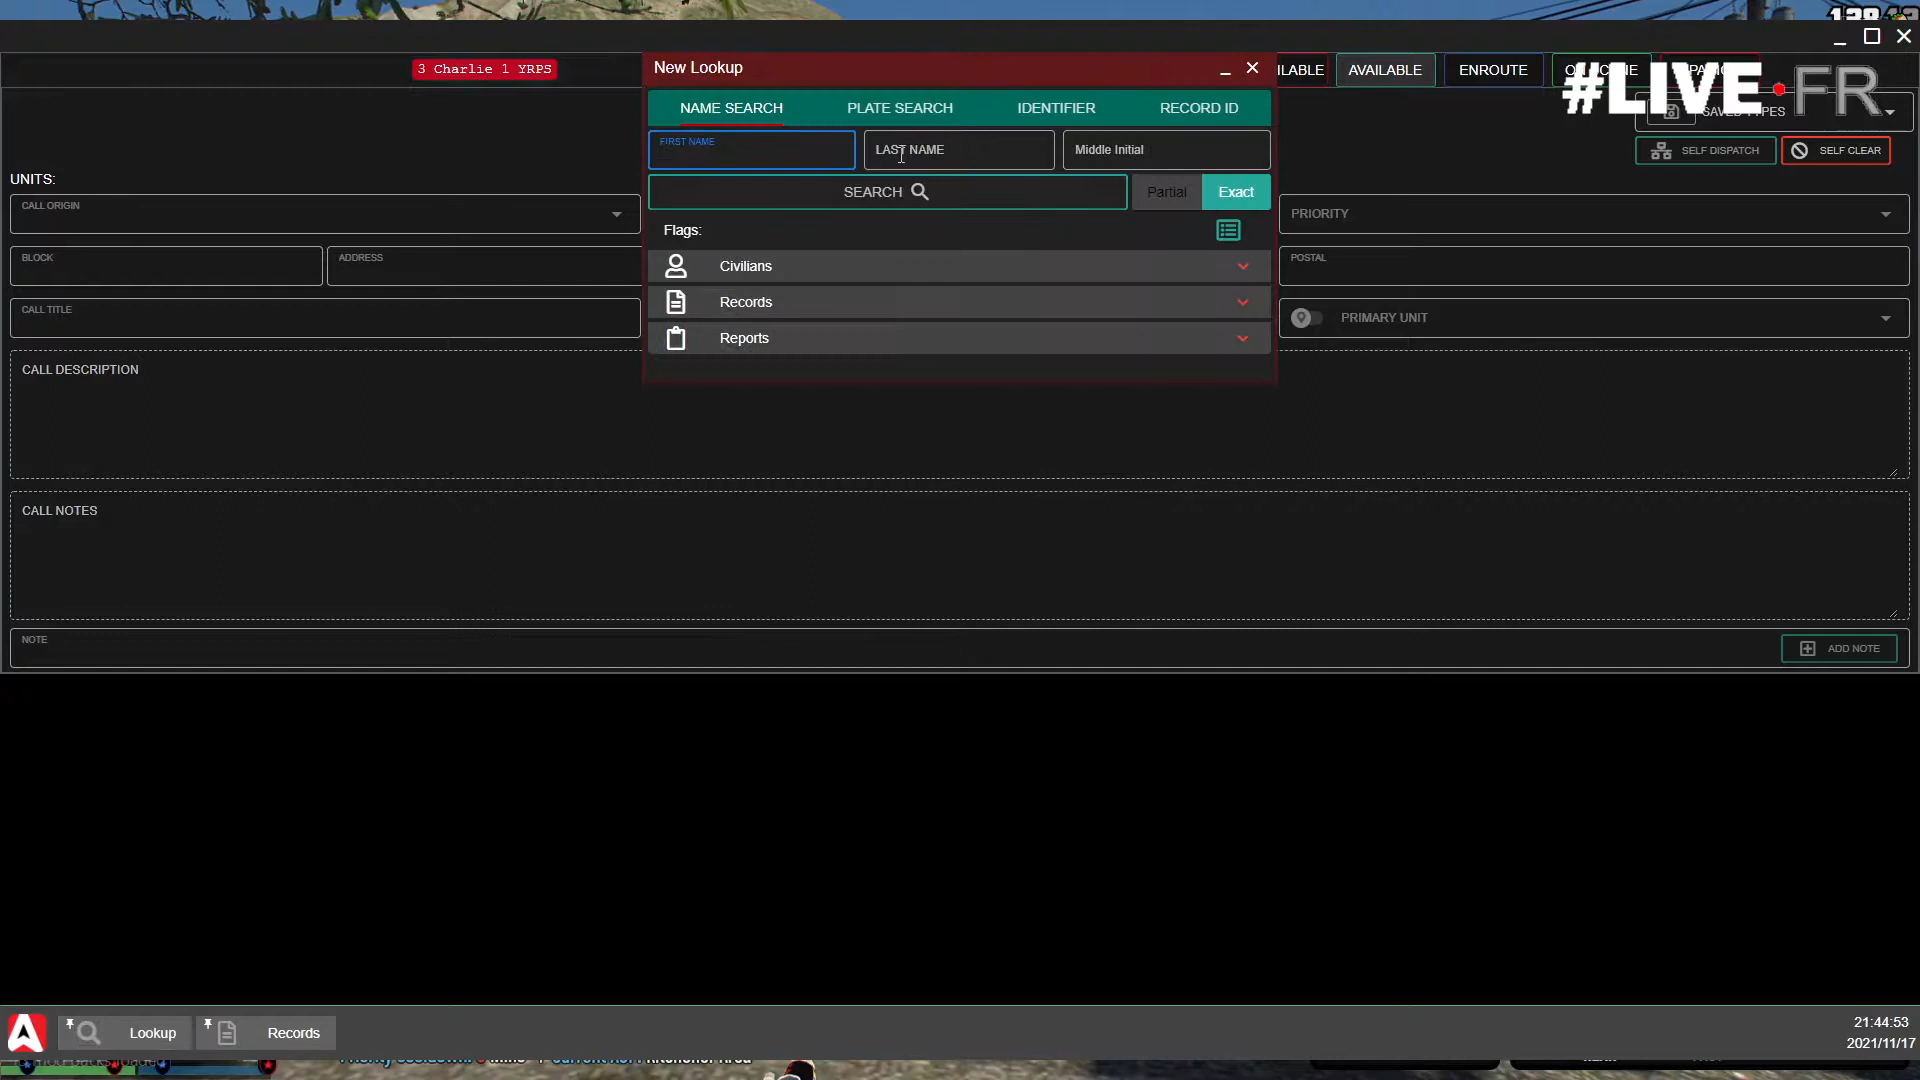 3 Charlie 1 YRPS
New Lookup
AVAILABLE
ENROUTE
#LIVE FR
NAME SEARCH
PLATE SEARCH
IDENTIFIER
RECORD ID
SAVED TYPES
FIRST NAME
LAST NAME
Middle Initial
SELF DISPATCH
SELF CLEAR
UNITS:
SEARCH
Partial
Exact
CALL ORIGIN
PRIORITY
Flags:
BLOCK
ADDRESS
Civilians
POSTAL
CALL TITLE
Records
PRIMARY UNIT
Reports
CALL DESCRIPTION
CALL NOTES
NOTE
ADD NOTE
Lookup
Records
21:44:53
2021/11/17